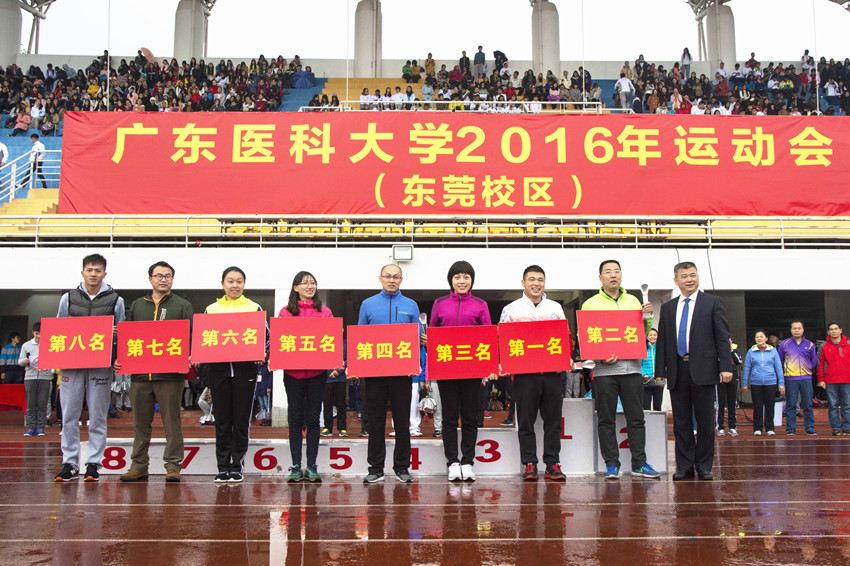 广东医科大学2016年运动会
（东莞校区）
第八名
第七名
第六名
第五名
第四名
第三名
第一名
第二名
8
7
6
5
4
3
1
2